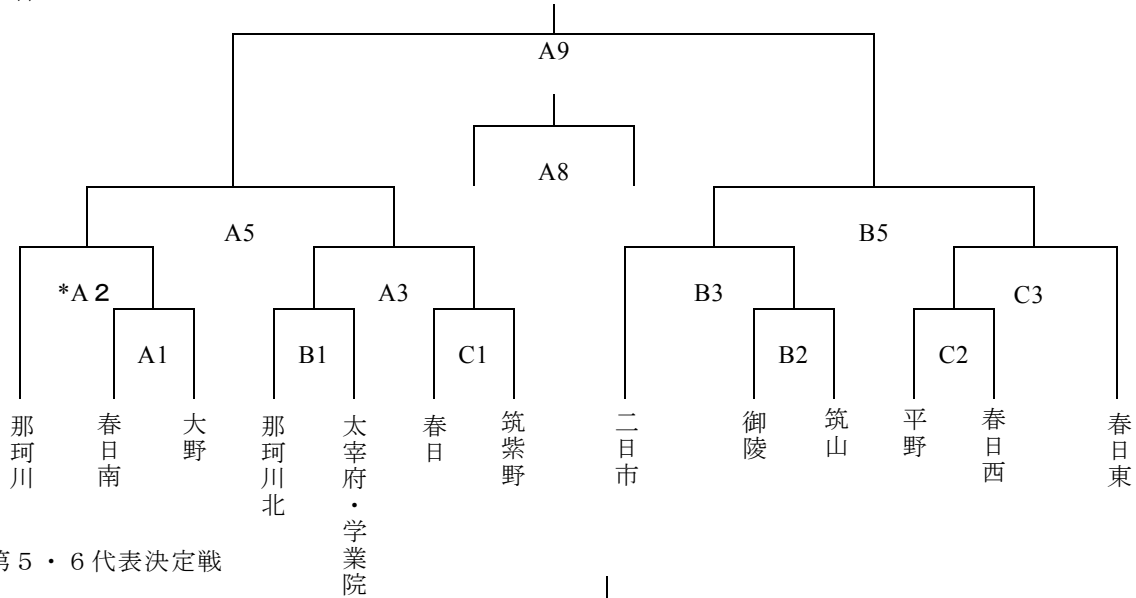 A9
A8
A5
B5
*A２
A3
B3
C3
A1
B1
C1
B2
C2
那珂川
春日南
大野
那珂川北
太宰府・学業院
春日
筑紫野
二日市
御陵
筑山
平野
春日西
春日東
第５・６代表決定戦